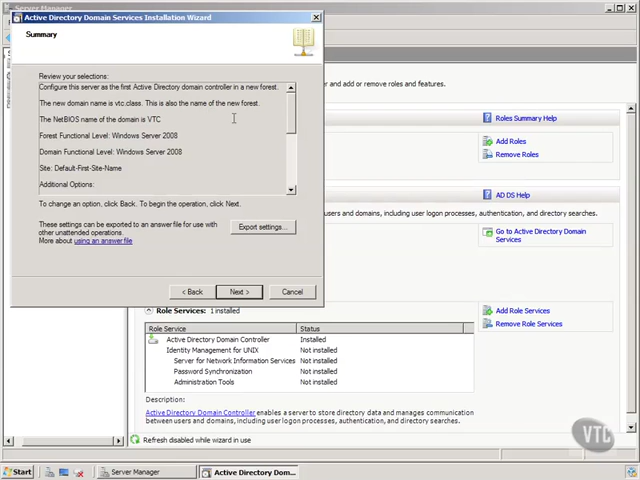 Server Manager
Active Directory Domain Services Installation Wizard
Summary
Review your selections:
Configure this server as the first Active Directory domain controller in a new forest.
The new domain name is vtc.class. This is also the name of the new forest.
The NetBIOS name of the domain is VTC
Forest Functional Level: Windows Server 2008
Domain Functional Level: Windows Server 2008
Site: Default-First-Site-Name
Additional Options:
To change an option, click Back. To begin the operation, click Next.
These settings can be exported to an answer file for use with
other unattended operations.
More about using an answer file
Export settings...
< Back
Next >
Cancel
or add or remove roles and features.
Roles Summary Help
Add Roles
Remove Roles
AD DS Help
users and domains, including user logon processes, authentication, and directory searches.
Go to Active Directory Domain
Services
Role Services: 1 installed
Add Role Services
Remove Role Services
Role Service Status
Active Directory Domain Controller Installed
Identity Management for UNIX Not installed
Server for Network Information Services Not installed
Password Synchronization Not installed
Administration Tools Not installed
Description:
Active Directory Domain Controller enables a server to store directory data and manages communication
between users and domains, including user logon processes, authentication, and directory searches.
Refresh disabled while wizard in use
VTC
Start
Server Manager
Active Directory Dom...